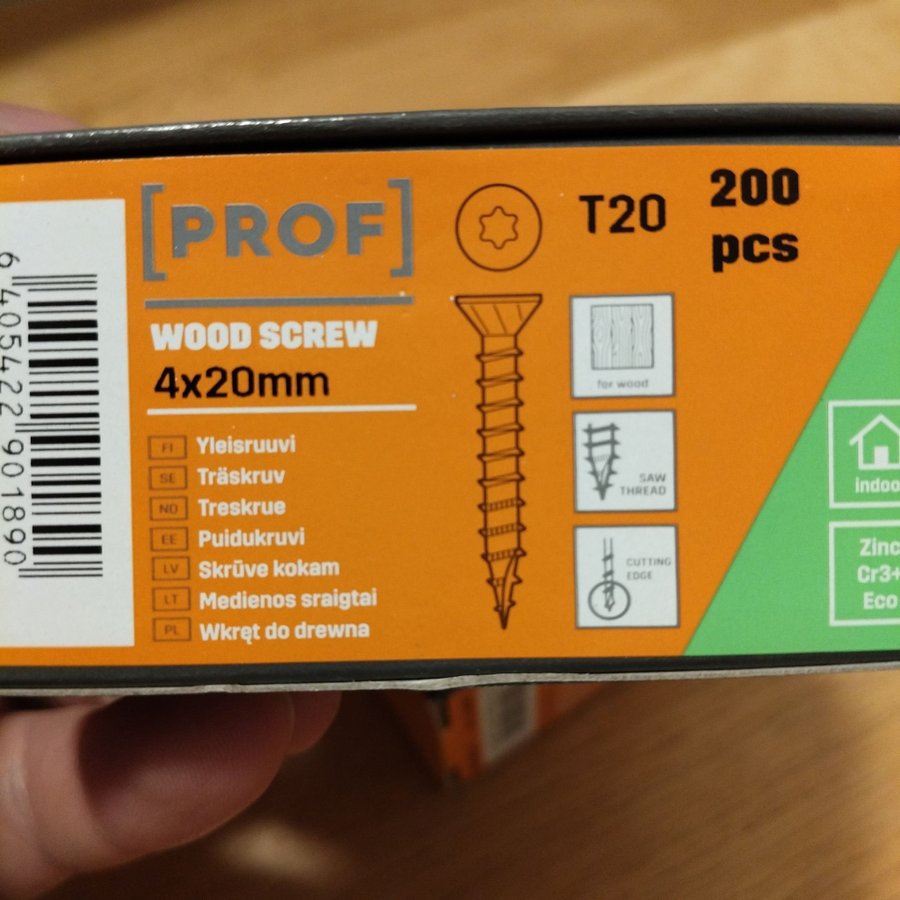 6 405422 901890
[PROF]
WOOD SCREW
4x20mm
FI Yleisruuvi
SE Träskruv
NO Treskrue
EE Puidukruvi
LV Skrūve kokam
LT Medienos sraigtai
PL Wkręt do drewna
T20
200
pcs
for wood
SAW
THREAD
CUTTING
EDGE
indoo
Zinc
Cr3+
Eco